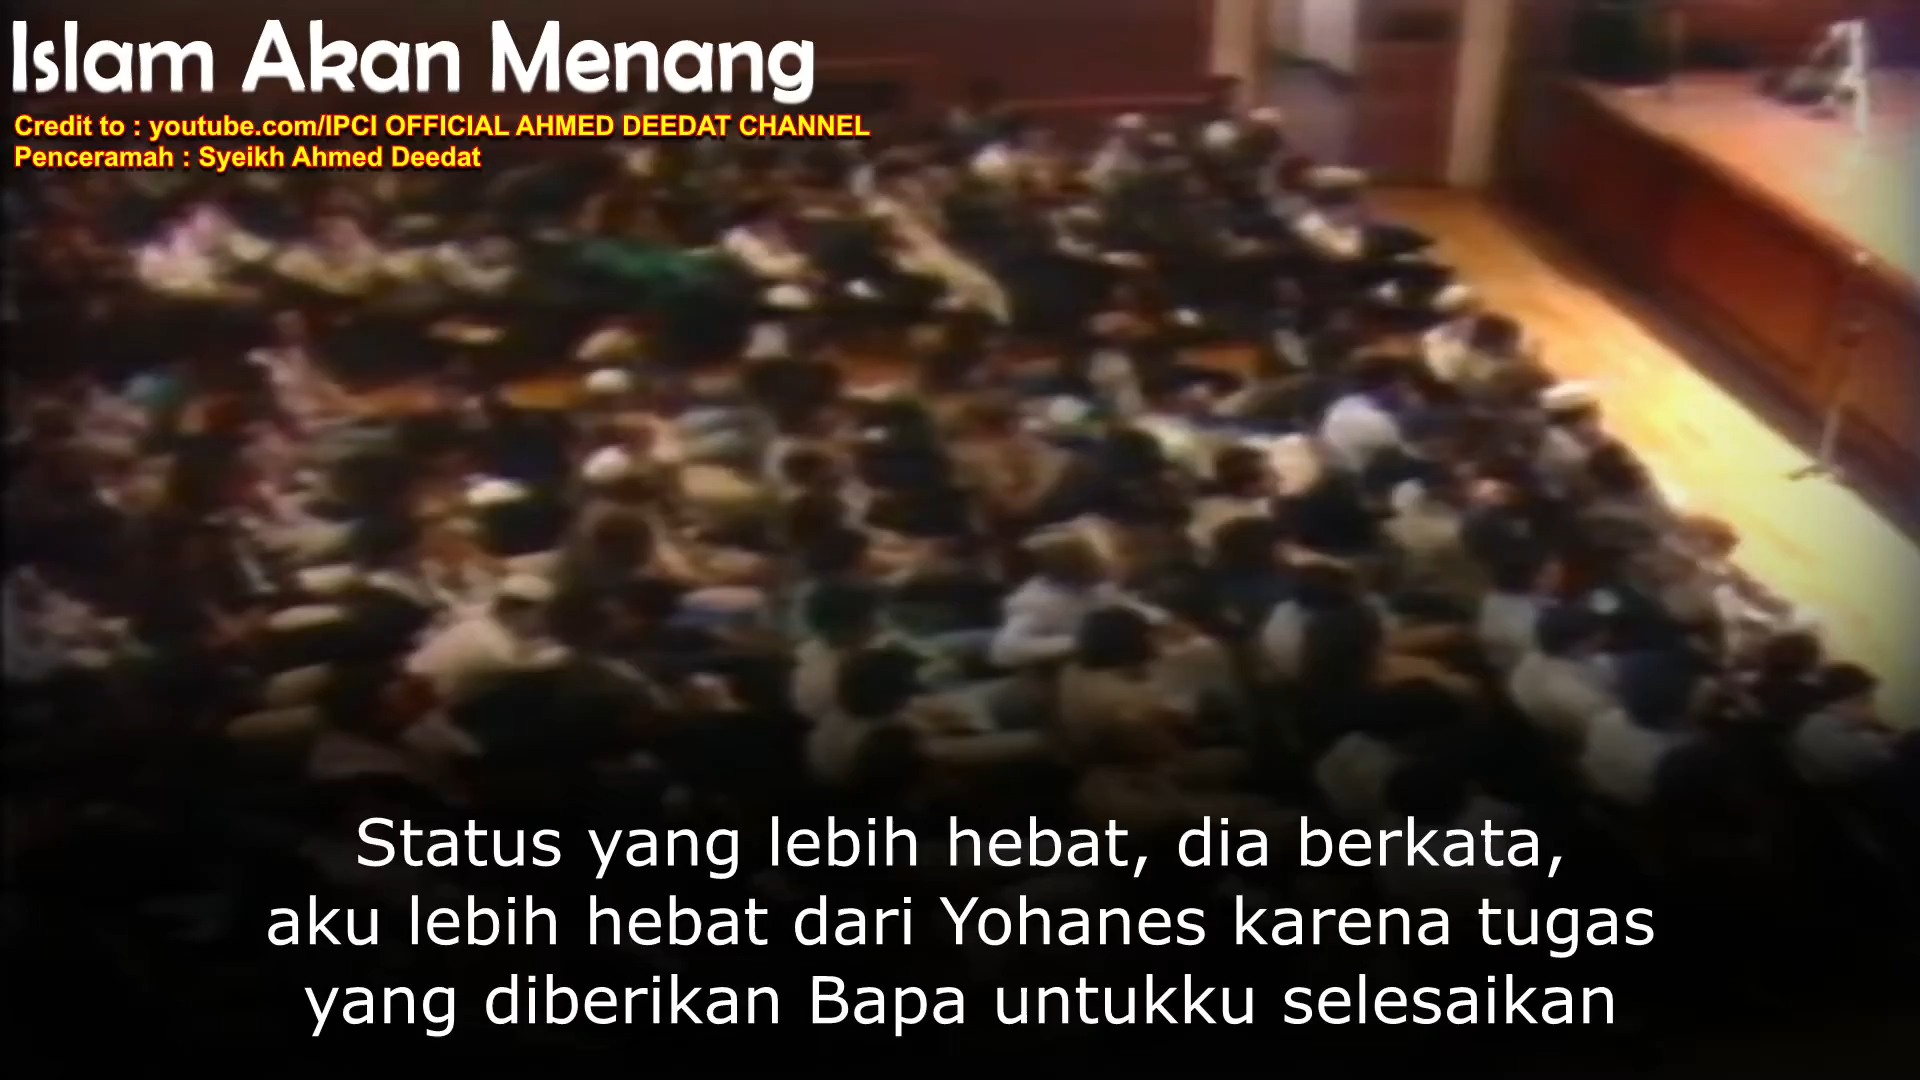 Islam Akan Menang
Credit to : youtube.com/IPCI OFFICIAL AHMED DEEDAT CHANNEL
Penceramah : Syeikh Ahmed Deedat
Status yang lebih hebat, dia berkata,
aku lebih hebat dari Yohanes karena tugas
yang diberikan Bapa untukku selesaikan